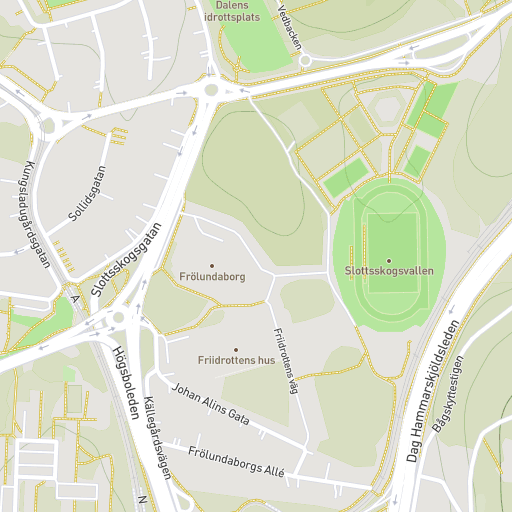 Dalens
idrottsplats
Vedbacken
Kungsladugårdsgatan
Sollidsgatan
Slottsskogsgatan
Frölundaborg
Slottsskogsvallen
A
Högsboleden
Friidrottens hus
Friidrottens väg
Dag Hammarskjöldsleden
Bågskyttestigen
Johan Alins Gata
Källegårdsvägen
Frölundaborgs Allé
N